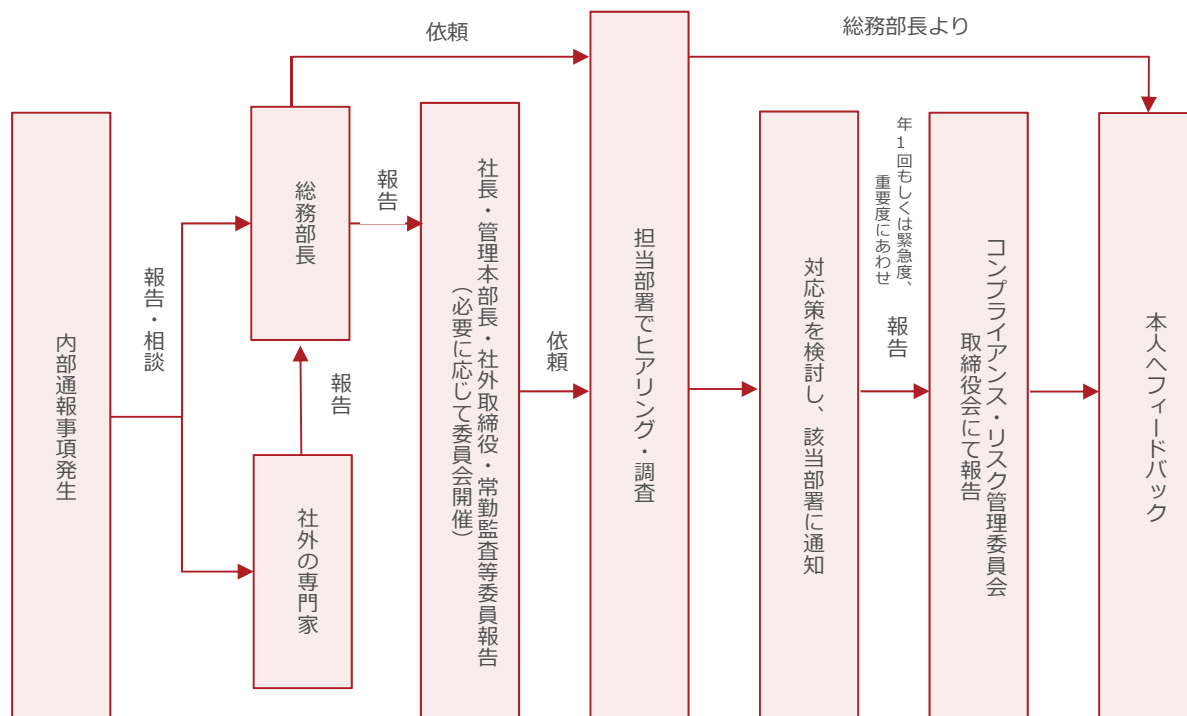 依頼
総務部長より
内部通報事項発生
報告・相談
総務部長
報告
社外の専門家
報告
社長・管理本部長・社外取締役・常勤監査等委員報告
（必要に応じて委員会開催）
依頼
担当部署でヒアリング・調査
対応策を検討し、該当部署に通知
年1回もしくは緊急度、
重要度にあわせ
報告
コンプライアンス・リスク管理委員会
取締役会にて報告
本人へフィードバック